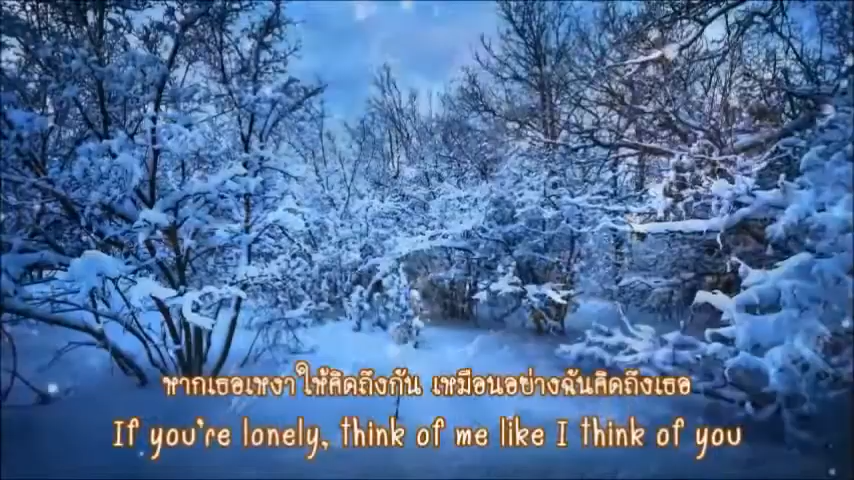 หากเธอเหงาให้คิดถึงกัน เหมือนอย่างฉันคิดถึงเธอ
If you're lonely, think of me like I think of you